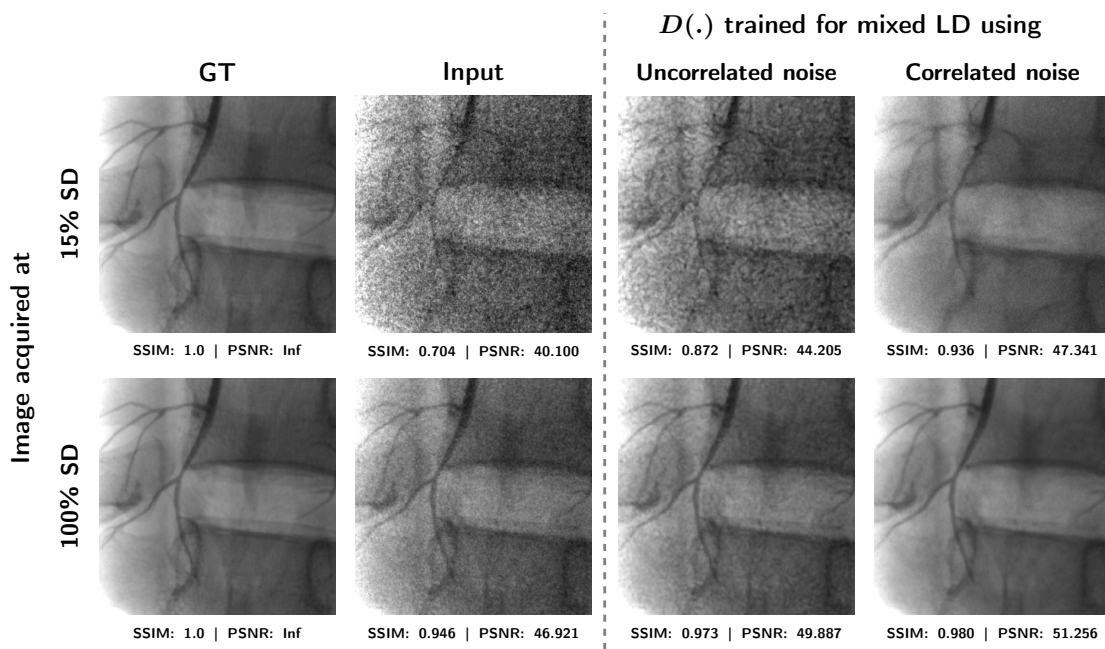 D(.) trained for mixed LD using
GT
Input
Uncorrelated noise
Correlated noise
Image acquired at
15% SD
SSIM: 1.0 | PSNR: Inf
SSIM: 0.704 | PSNR: 40.100
SSIM: 0.872 | PSNR: 44.205
SSIM: 0.936 | PSNR: 47.341
100% SD
SSIM: 1.0 | PSNR: Inf
SSIM: 0.946 | PSNR: 46.921
SSIM: 0.973 | PSNR: 49.887
SSIM: 0.980 | PSNR: 51.256